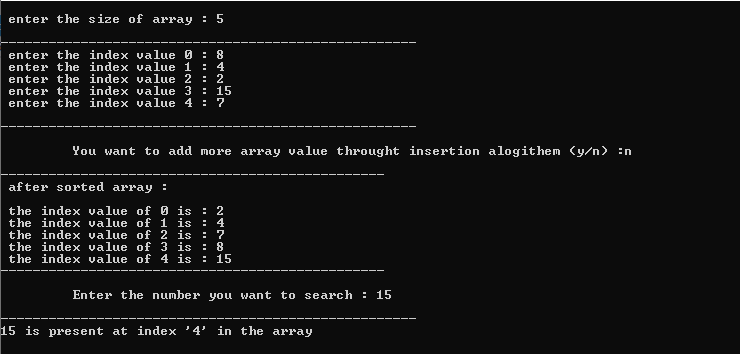 enter the size of array : 5
----------------------------------------------------
enter the index value 0 : 8
enter the index value 1 : 4
enter the index value 2 : 2
enter the index value 3 : 15
enter the index value 4 : 7
----------------------------------------------------
You want to add more array value throught insertion alogithem (y/n) :n
------------------------------------------------
after sorted array :
the index value of 0 is : 2
the index value of 1 is : 4
the index value of 2 is : 7
the index value of 3 is : 8
the index value of 4 is : 15
------------------------------------------------
Enter the number you want to search : 15
----------------------------------------------------
15 is present at index '4' in the array